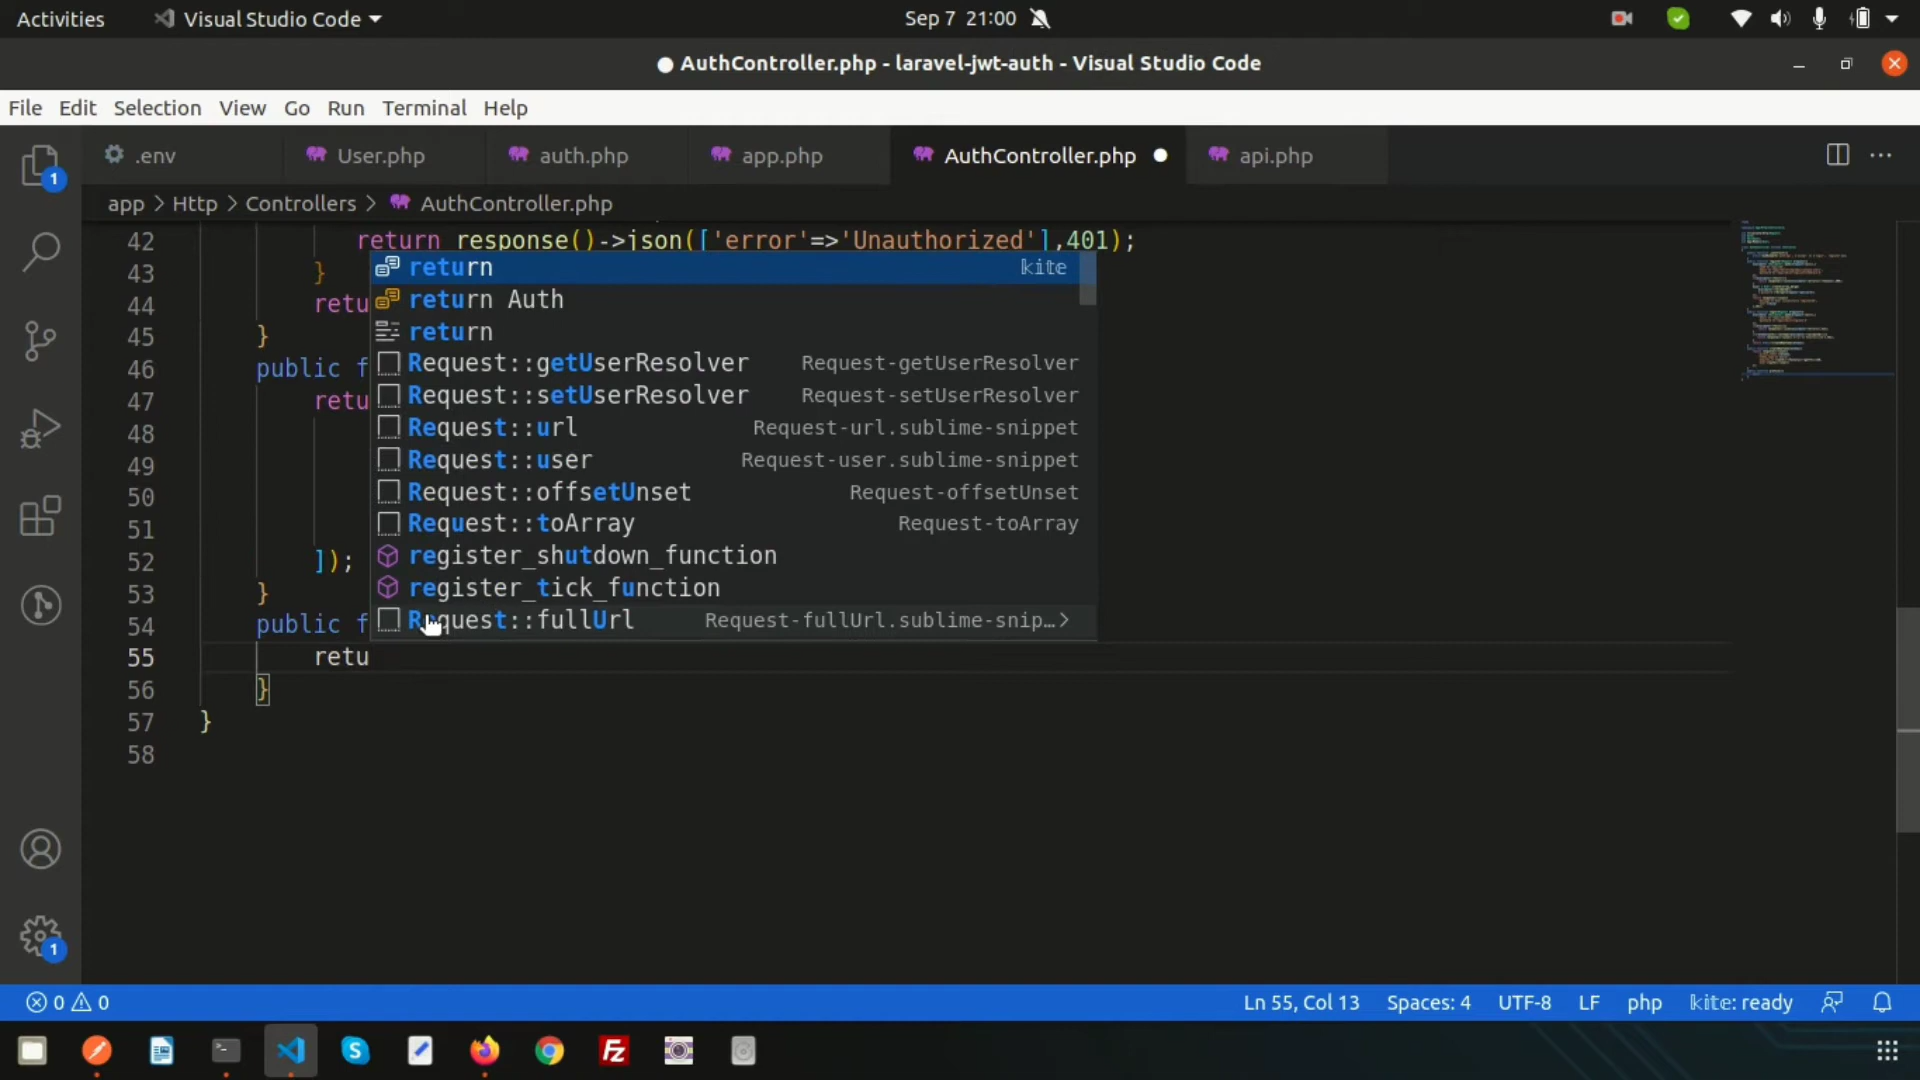 Activities Visual Studio Code Sep 7 21:00
AuthController.php - laravel-jwt-auth - Visual Studio Code
File Edit Selection View Go Run Terminal Help
.env User.php auth.php app.php AuthController.php api.php
app > Http > Controllers > AuthController.php
42 return response()->json(['error'=>'Unauthorized'],401);
43 }
44 retu
45 }
46 public f
47 retu
48
49
50
51
52 ]);
53 }
54 public f
55 retu
56 }
57 }
58
return kite
return Auth
return
Request::getUserResolver Request-getUserResolver
Request::setUserResolver Request-setUserResolver
Request::url Request-url.sublime-snippet
Request::user Request-user.sublime-snippet
Request::offsetUnset Request-offsetUnset
Request::toArray Request-toArray
register_shutdown_function
register_tick_function
Request::fullUrl Request-fullUrl.sublime-snip…>
1
1
0 0 Ln 55, Col 13 Spaces: 4 UTF-8 LF php kite: ready